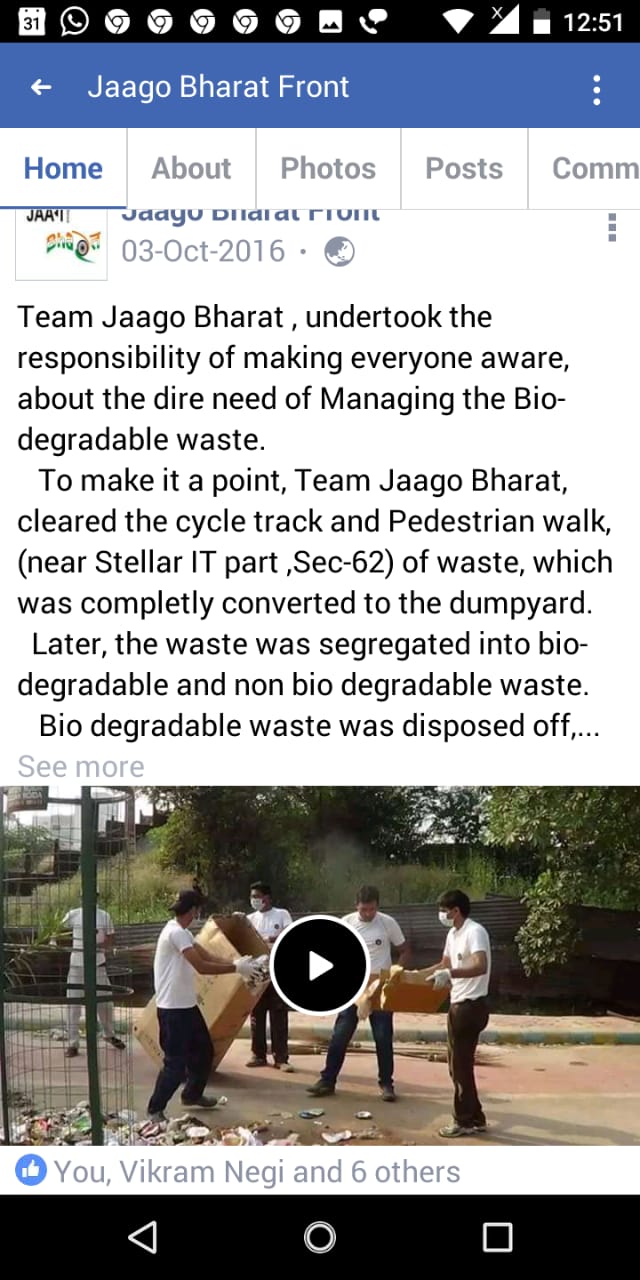 31
X
12:51
Jaago Bharat Front
Home
About
Photos
Posts
Comm
Jaago Bharat Front
03-Oct-2016 ·
Team Jaago Bharat , undertook the
responsibility of making everyone aware,
about the dire need of Managing the Bio-
degradable waste.
To make it a point, Team Jaago Bharat,
cleared the cycle track and Pedestrian walk,
(near Stellar IT part ,Sec-62) of waste, which
was completly converted to the dumpyard.
Later, the waste was segregated into bio-
degradable and non bio degradable waste.
Bio degradable waste was disposed off,...
See more
You, Vikram Negi and 6 others